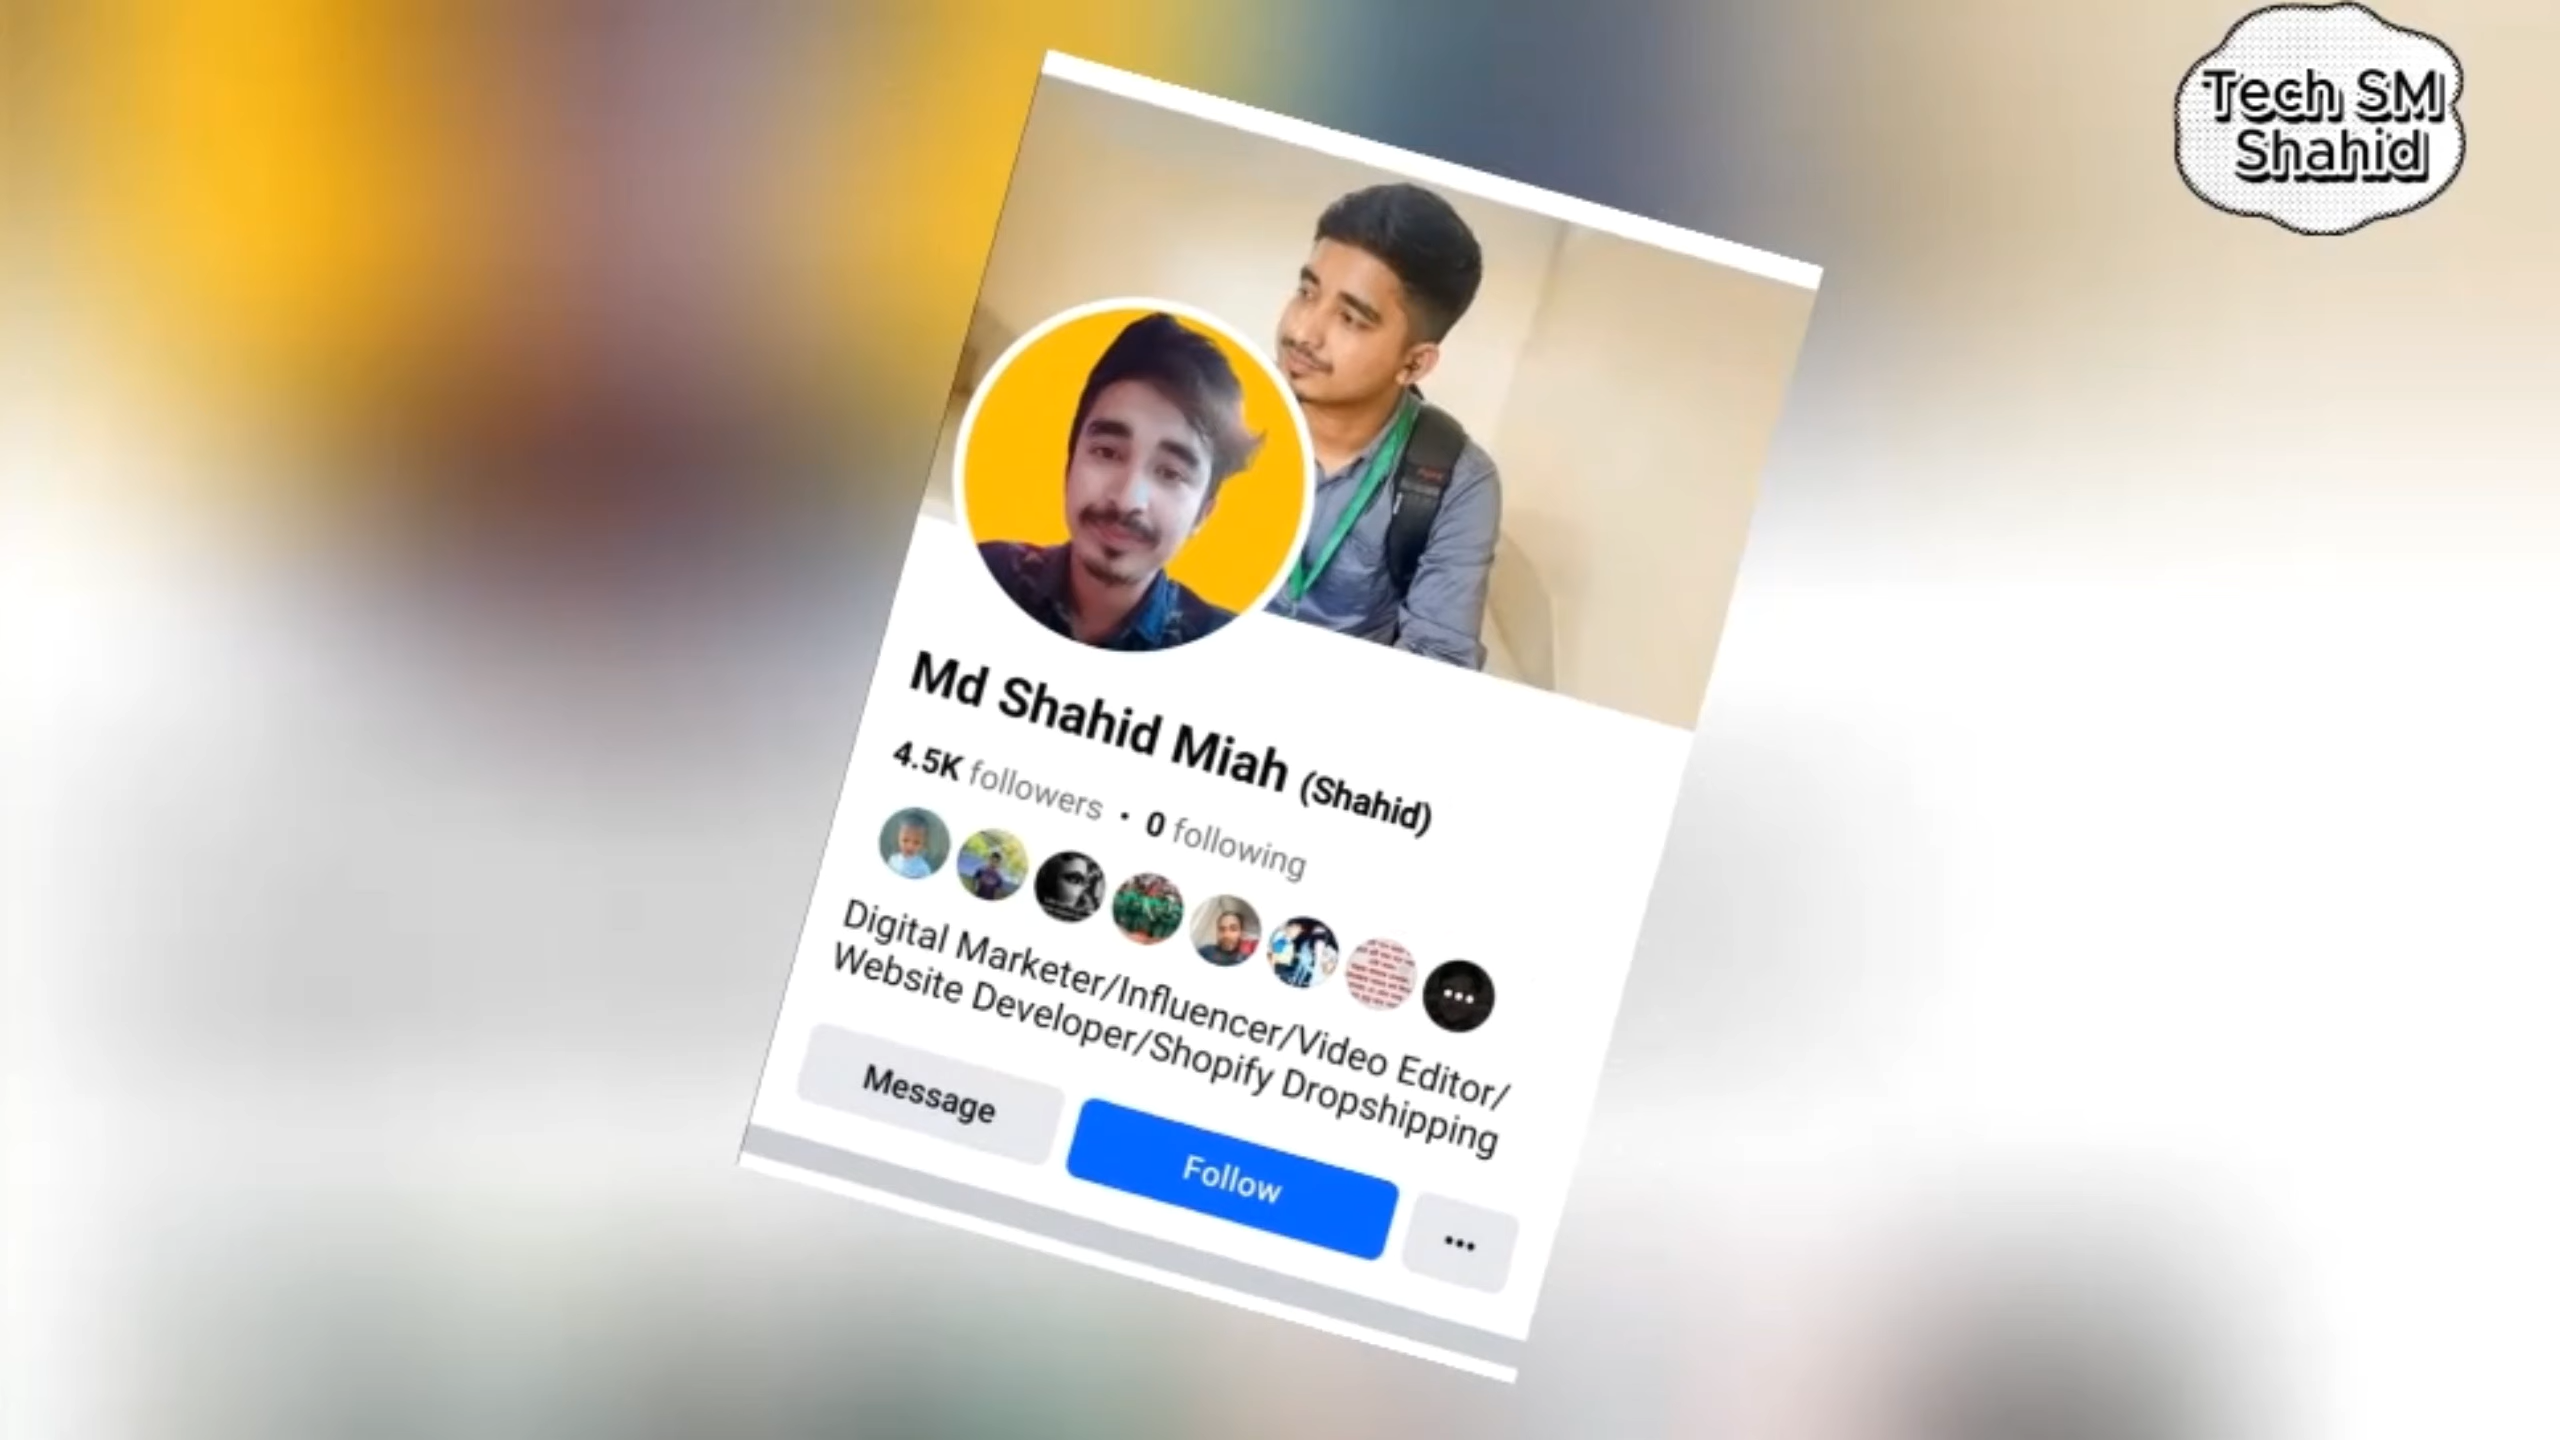 Tech SM
Shahid
Md Shahid Miah (Shahid)
4.5K followers · 0 following
Digital Marketer/Influencer/Video Editor/
Website Developer/Shopify Dropshipping
Message
Follow